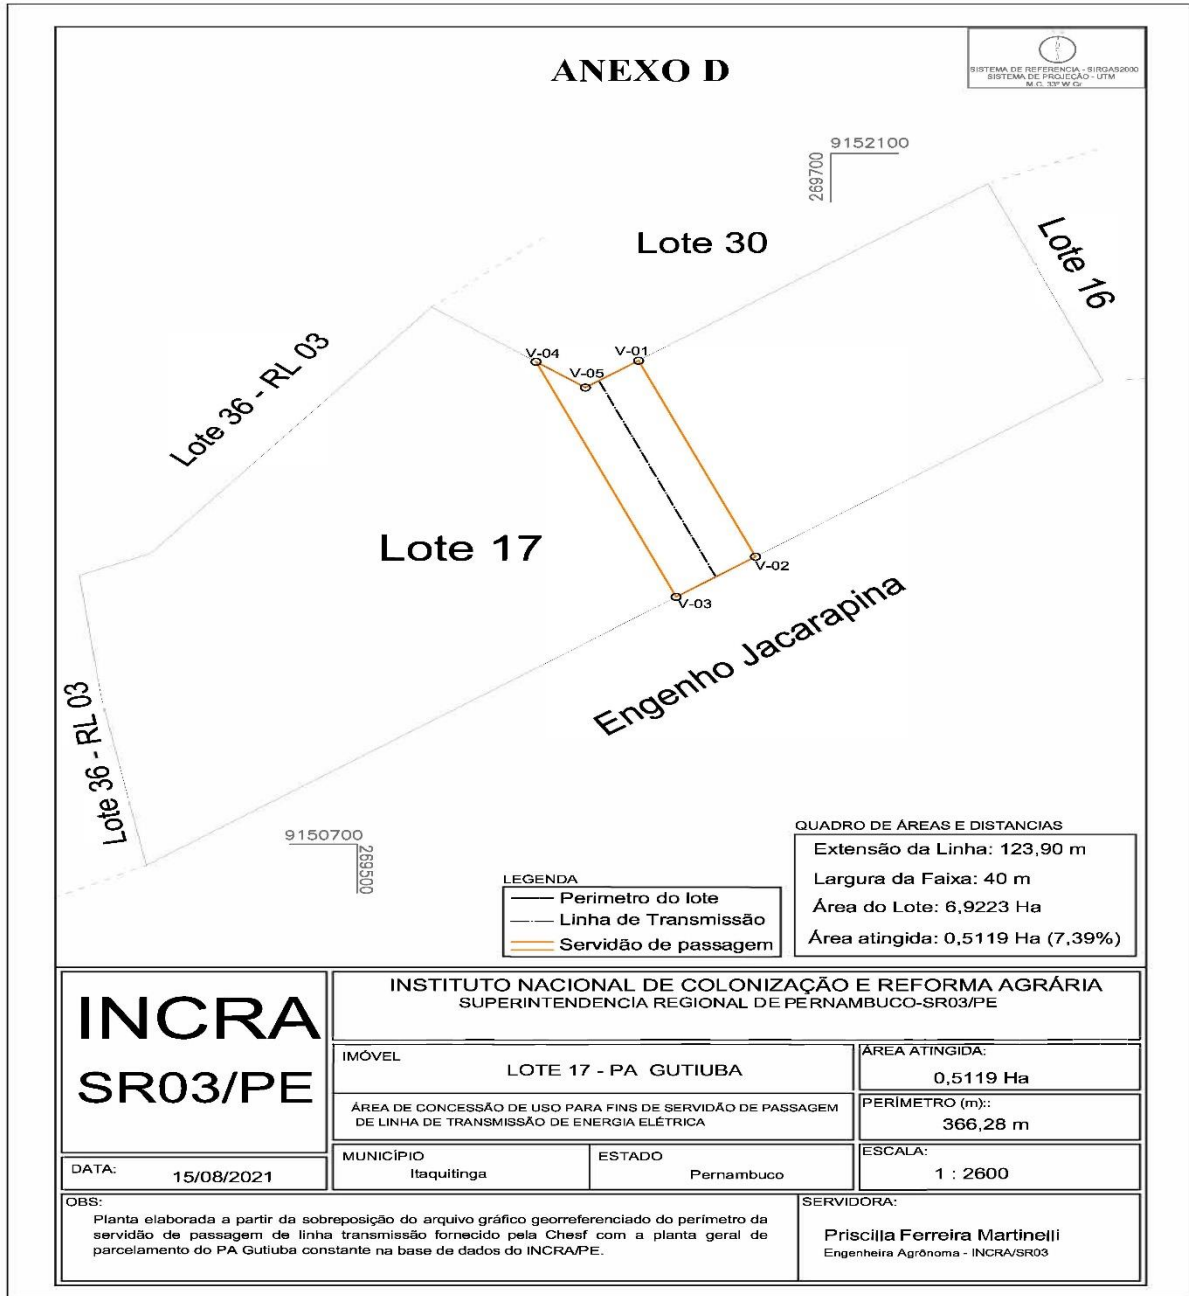 ANEXO D
SISTEMA DE REFERENCIA - SIRGAS2000
SISTEMA DE PROJEÇÃO - UTM
M.C. 33º W Gr
9152100
269700
Lote 30
Lote 16
Lote 36 - RL 03
V-04
V-01
V-05
Lote 17
V-02
V-03
Engenho Jacarapina
Lote 36 - RL 03
9150700
269500
QUADRO DE ÁREAS E DISTANCIAS
Extensão da Linha: 123,90 m
Largura da Faixa: 40 m
Área do Lote: 6,9223 Ha
Área atingida: 0,5119 Ha (7,39%)
LEGENDA
Perimetro do lote
Linha de Transmissão
Servidão de passagem
INCRA
SR03/PE
INSTITUTO NACIONAL DE COLONIZAÇÃO E REFORMA AGRÁRIA
SUPERINTENDENCIA REGIONAL DE PERNAMBUCO-SR03/PE
IMÓVEL
LOTE 17 - PA GUTIUBA
ÁREA ATINGIDA:
0,5119 Ha
ÁREA DE CONCESSÃO DE USO PARA FINS DE SERVIDÃO DE PASSAGEM
DE LINHA DE TRANSMISSÃO DE ENERGIA ELÉTRICA
PERÍMETRO (m)::
366,28 m
DATA: 15/08/2021
MUNICÍPIO
Itaquitinga
ESTADO
Pernambuco
ESCALA:
1 : 2600
OBS:
Planta elaborada a partir da sobreposição do arquivo gráfico georreferenciado do perímetro da
servidão de passagem de linha transmissão fornecido pela Chesf com a planta geral de
parcelamento do PA Gutiuba constante na base de dados do INCRA/PE.
SERVIDORA:
Priscilla Ferreira Martinelli
Engenheira Agrônoma - INCRA/SR03